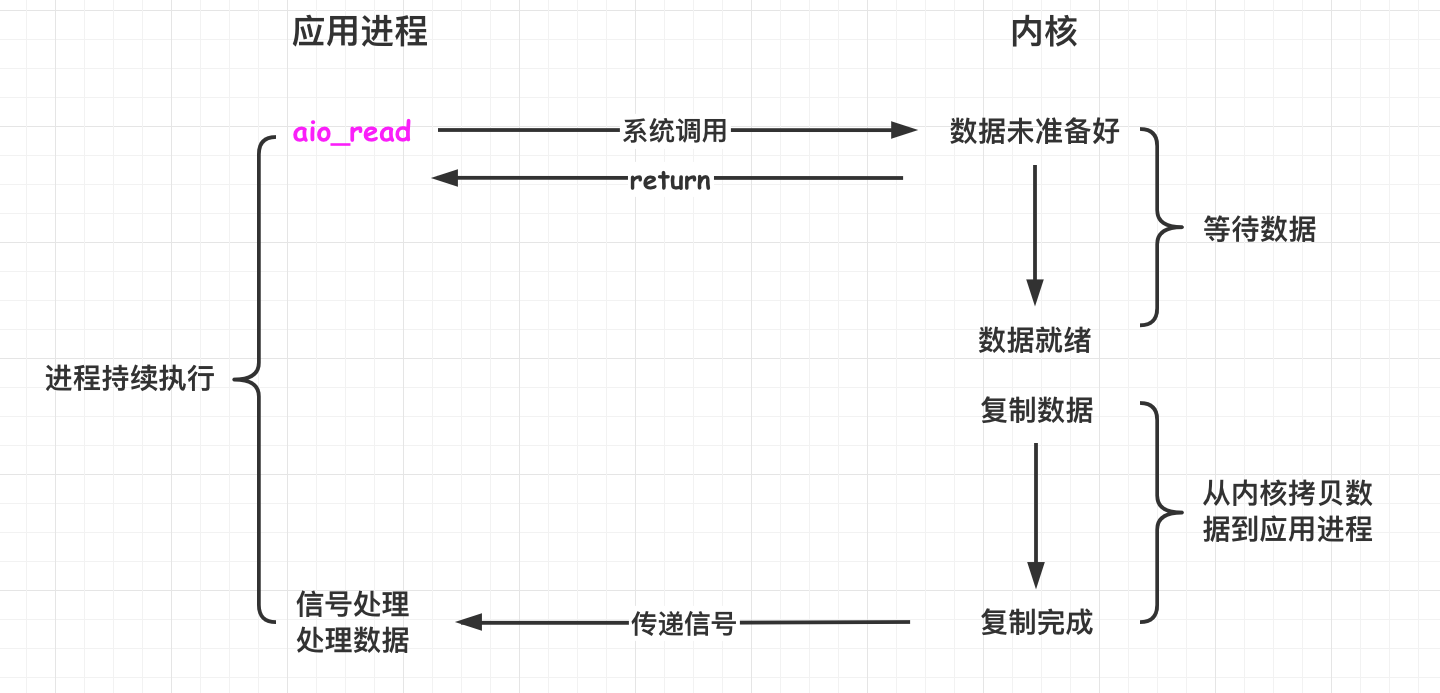 应用进程
内核
aio_read
系统调用
数据未准备好
return
等待数据
数据就绪
进程持续执行
复制数据
从内核拷贝数
据到应用进程
信号处理
处理数据
传递信号
复制完成